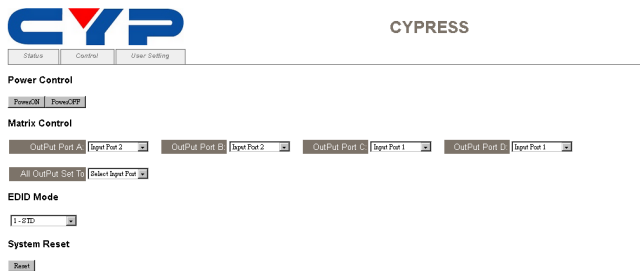 CYP
CYPRESS
Status Control User Setting
Power Control
PowerON PowerOFF
Matrix Control
OutPut Port A: Input Port 2 OutPut Port B: Input Port 2 OutPut Port C: Input Port 1 OutPut Port D: Input Port 1
All OutPut Set To Select Input Port
EDID Mode
1 - STD
System Reset
Reset